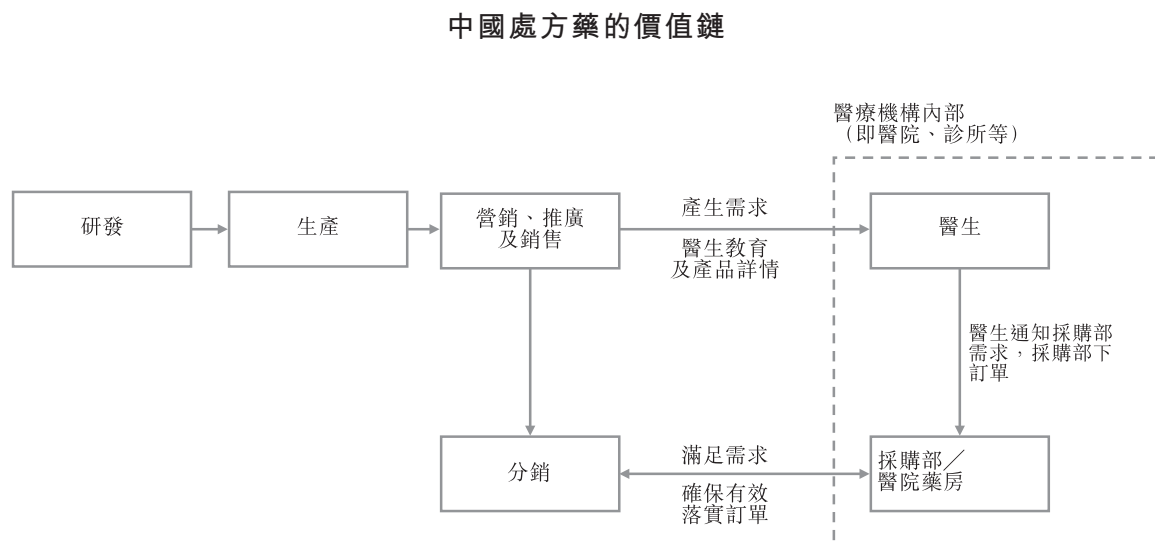 中國處方藥的價值鏈
醫療機構內部
（即醫院、診所等）
研發
生產
營銷、推廣
及銷售
產生需求
醫生教育
及產品詳情
醫生
醫生通知採購部
需求，採購部下
訂單
分銷
滿足需求
確保有效
落實訂單
採購部／
醫院藥房